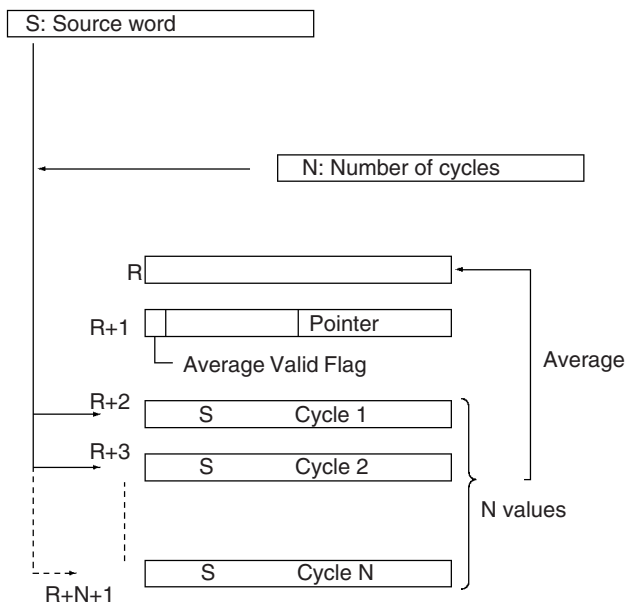 S: Source word
N: Number of cycles
R
R+1
Pointer
Average Valid Flag
Average
R+2
S
Cycle 1
R+3
S
Cycle 2
N values
S
Cycle N
R+N+1